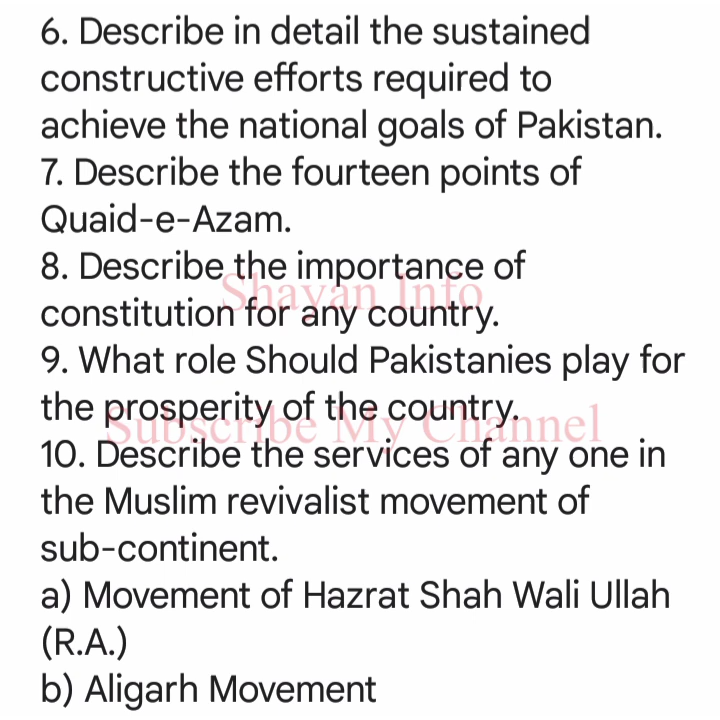 6. Describe in detail the sustained
constructive efforts required to
achieve the national goals of Pakistan.
7. Describe the fourteen points of
Quaid-e-Azam.
8. Describe the importance of
Shayan Info
constitution for any country.
9. What role Should Pakistanies play for
the prosperity of the country.
Subscribe My Channel
10. Describe the services of any one in
the Muslim revivalist movement of
sub-continent.
a) Movement of Hazrat Shah Wali Ullah
(R.A.)
b) Aligarh Movement